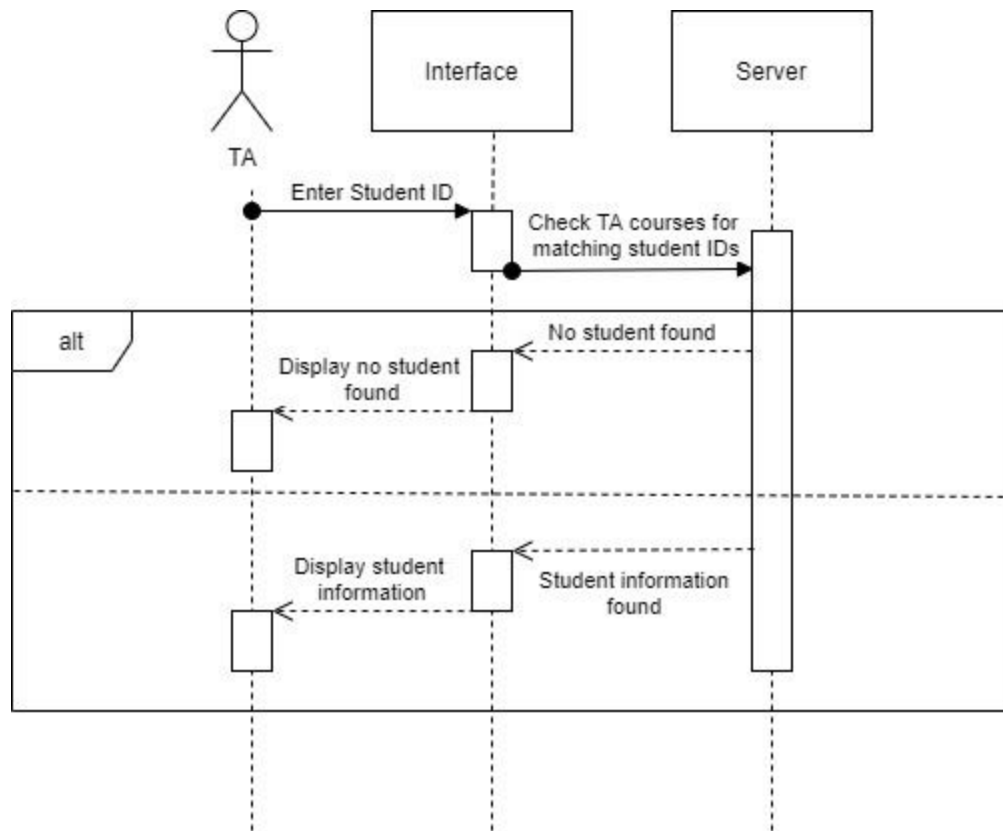 Interface
Server
TA
Enter Student ID
Check TA courses for
matching student IDs
alt
No student found
Display no student
found
Display student
information
Student information
found